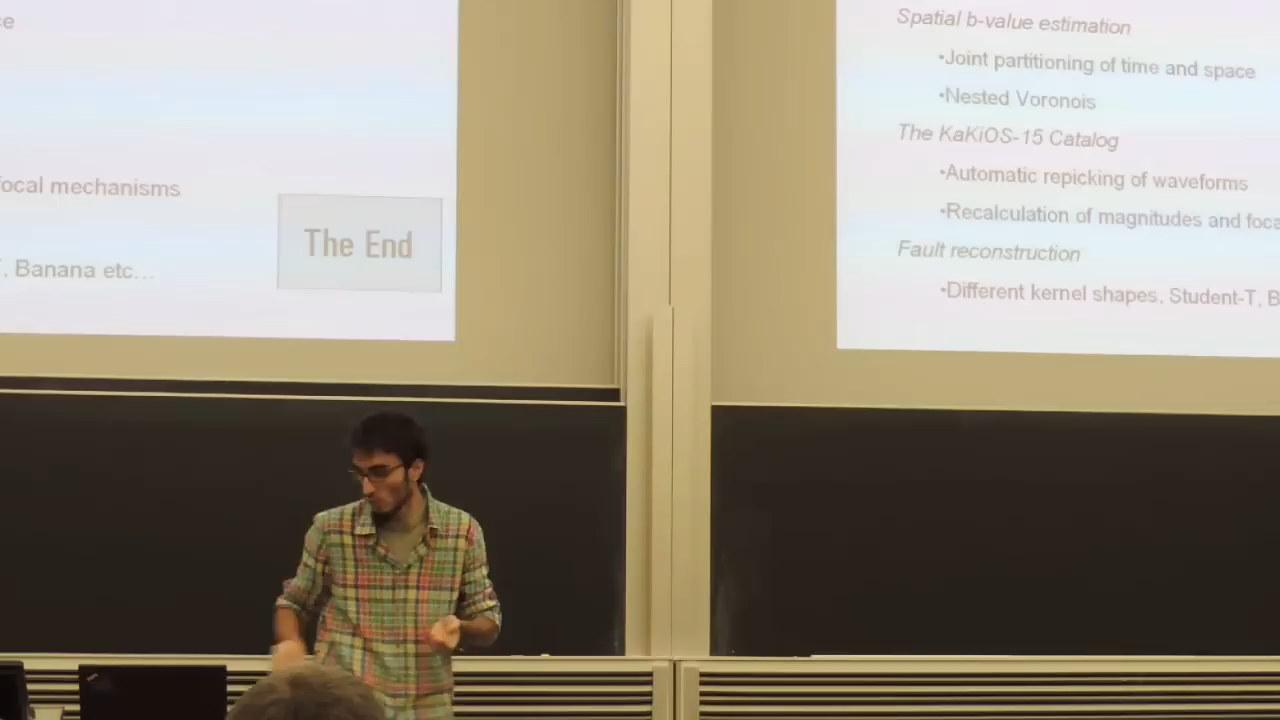 ce
focal mechanisms
, Banana etc...
The End
Spatial b-value estimation
•Joint partitioning of time and space
•Nested Voronois
The KaKiOS-15 Catalog
•Automatic repicking of waveforms
•Recalculation of magnitudes and foca
Fault reconstruction
•Different kernel shapes, Student-T, B